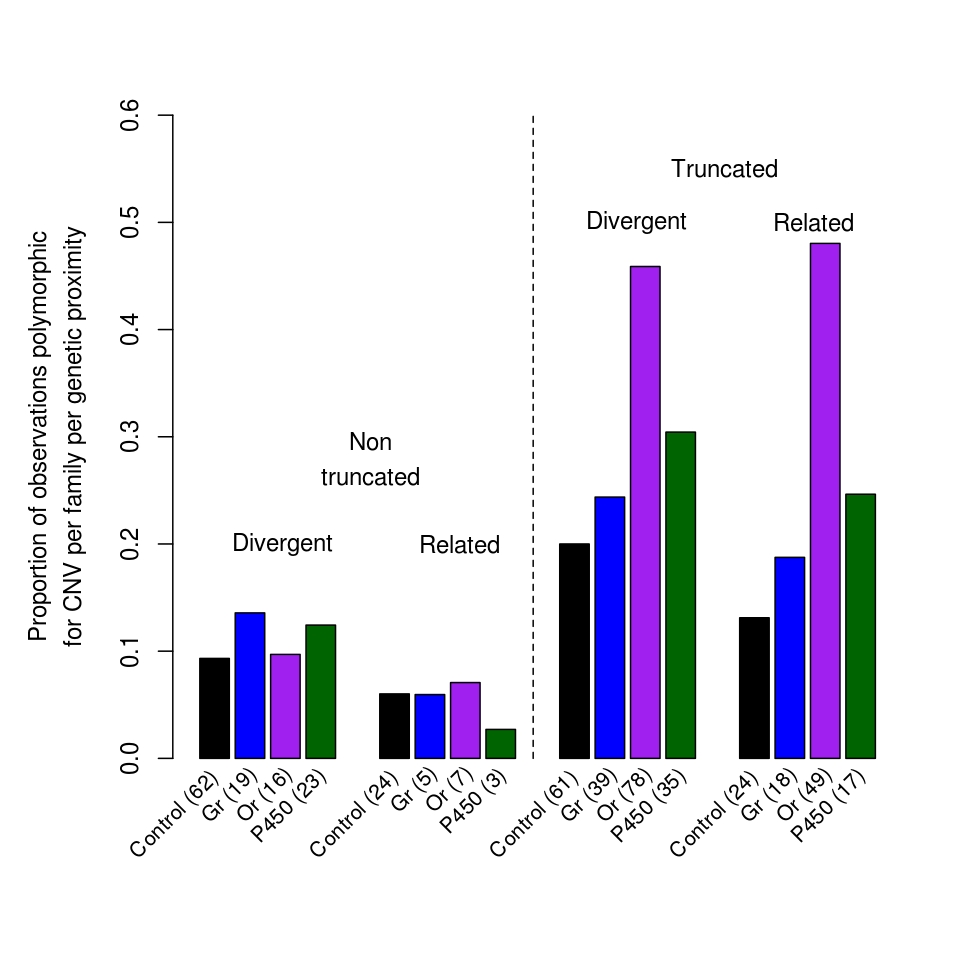 Proportion of observations polymorphic
for CNV per family per genetic proximity
0.6
0.5
0.4
0.3
0.2
0.1
0.0
Non
truncated
Divergent
Related
Truncated
Divergent
Related
Control (62)
Gr (19)
Or (16)
P450 (23)
Control (24)
Gr (5)
Or (7)
P450 (3)
Control (61)
Gr (39)
Or (78)
P450 (35)
Control (24)
Gr (18)
Or (49)
P450 (17)